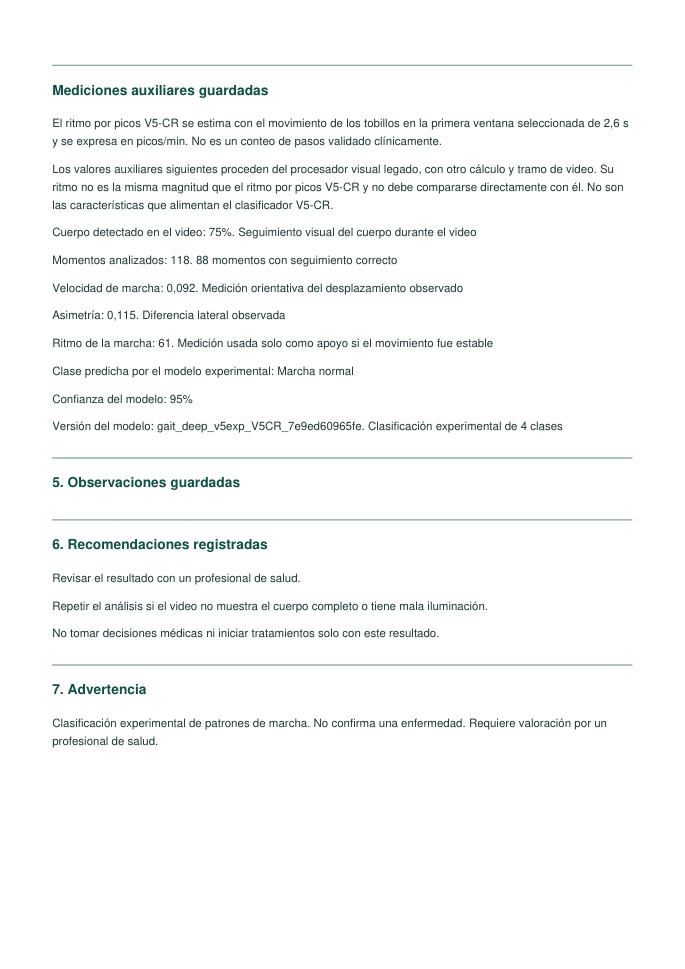 Mediciones auxiliares guardadas
El ritmo por picos V5-CR se estima con el movimiento de los tobillos en la primera ventana seleccionada de 2,6 s
y se expresa en picos/min. No es un conteo de pasos validado clínicamente.
Los valores auxiliares siguientes proceden del procesador visual legado, con otro cálculo y tramo de video. Su
ritmo no es la misma magnitud que el ritmo por picos V5-CR y no debe compararse directamente con él. No son
las características que alimentan el clasificador V5-CR.
Cuerpo detectado en el video: 75%. Seguimiento visual del cuerpo durante el video
Momentos analizados: 118. 88 momentos con seguimiento correcto
Velocidad de marcha: 0,092. Medición orientativa del desplazamiento observado
Asimetría: 0,115. Diferencia lateral observada
Ritmo de la marcha: 61. Medición usada solo como apoyo si el movimiento fue estable
Clase predicha por el modelo experimental: Marcha normal
Confianza del modelo: 95%
Versión del modelo: gait_deep_v5exp_V5CR_7e9ed60965fe. Clasificación experimental de 4 clases
5. Observaciones guardadas
6. Recomendaciones registradas
Revisar el resultado con un profesional de salud.
Repetir el análisis si el video no muestra el cuerpo completo o tiene mala iluminación.
No tomar decisiones médicas ni iniciar tratamientos solo con este resultado.
7. Advertencia
Clasificación experimental de patrones de marcha. No confirma una enfermedad. Requiere valoración por un
profesional de salud.